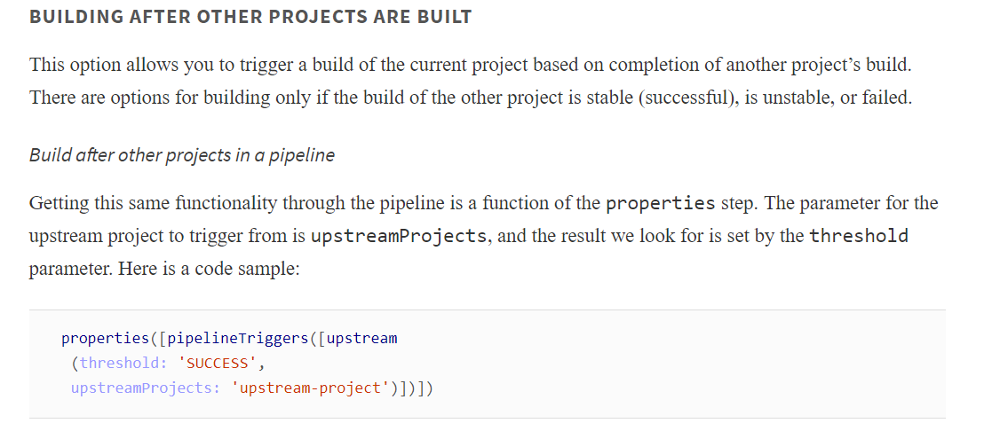 BUILDING AFTER OTHER PROJECTS ARE BUILT
This option allows you to trigger a build of the current project based on completion of another project’s build.
There are options for building only if the build of the other project is stable (successful), is unstable, or failed.
Build after other projects in a pipeline
Getting this same functionality through the pipeline is a function of the properties step. The parameter for the
upstream project to trigger from is upstreamProjects, and the result we look for is set by the threshold
parameter. Here is a code sample:
properties([pipelineTriggers([upstream
(threshold: 'SUCCESS',
upstreamProjects: 'upstream-project')])])